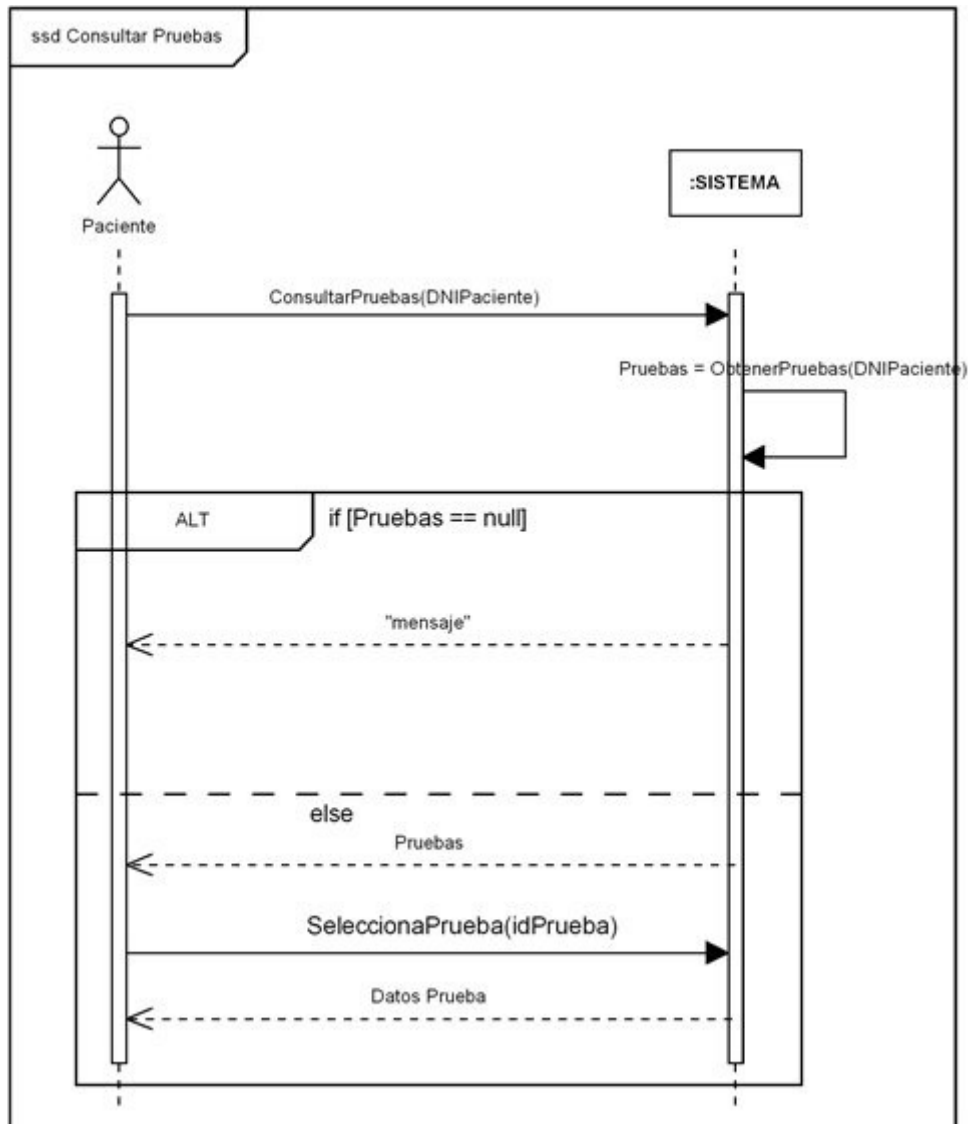 ssd Consultar Pruebas
Paciente
:SISTEMA
ConsultarPruebas(DNIPaciente)
Pruebas = ObtenerPruebas(DNIPaciente)
ALT
if [Pruebas == null]
"mensaje"
else
Pruebas
SeleccionaPrueba(idPrueba)
Datos Prueba